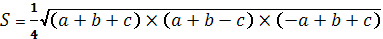 S = 1/4 √((a + b + c) × (a + b − c) × (−a + b + c))